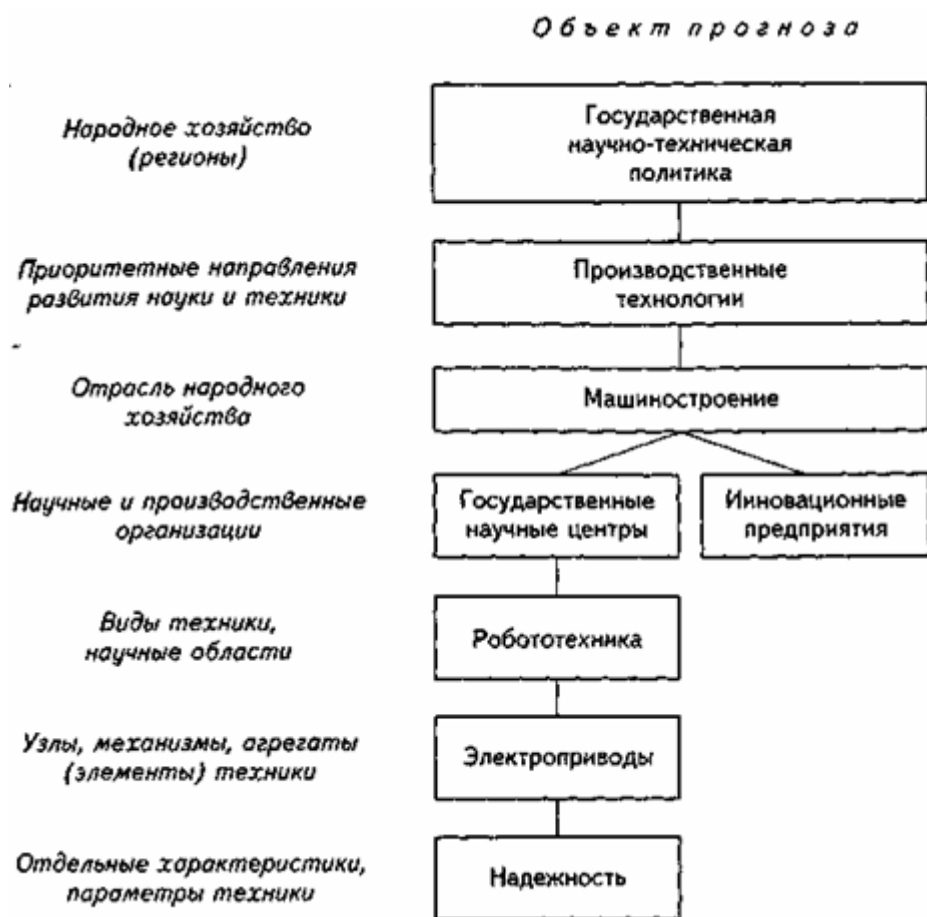 Объект прогноза
Народное хозяйство
(регионы)
Государственная
научно-техническая
политика
Приоритетные направления
развития науки и техники
Производственные
технологии
Отрасль народного
хозяйства
Машиностроение
Научные и производственные
организации
Государственные
научные центры
Инновационные
предприятия
Виды техники,
научные области
Робототехника
Узлы, механизмы, агрегаты
(элементы) техники
Электроприводы
Отдельные характеристики,
параметры техники
Надежность